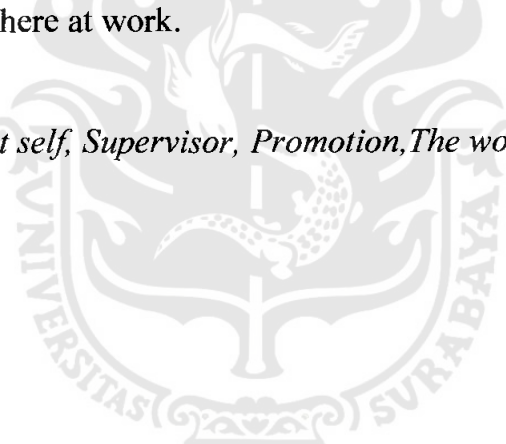 here at work.
t self, Supervisor, Promotion,The wo
UNIVERSITAS SURABAYA